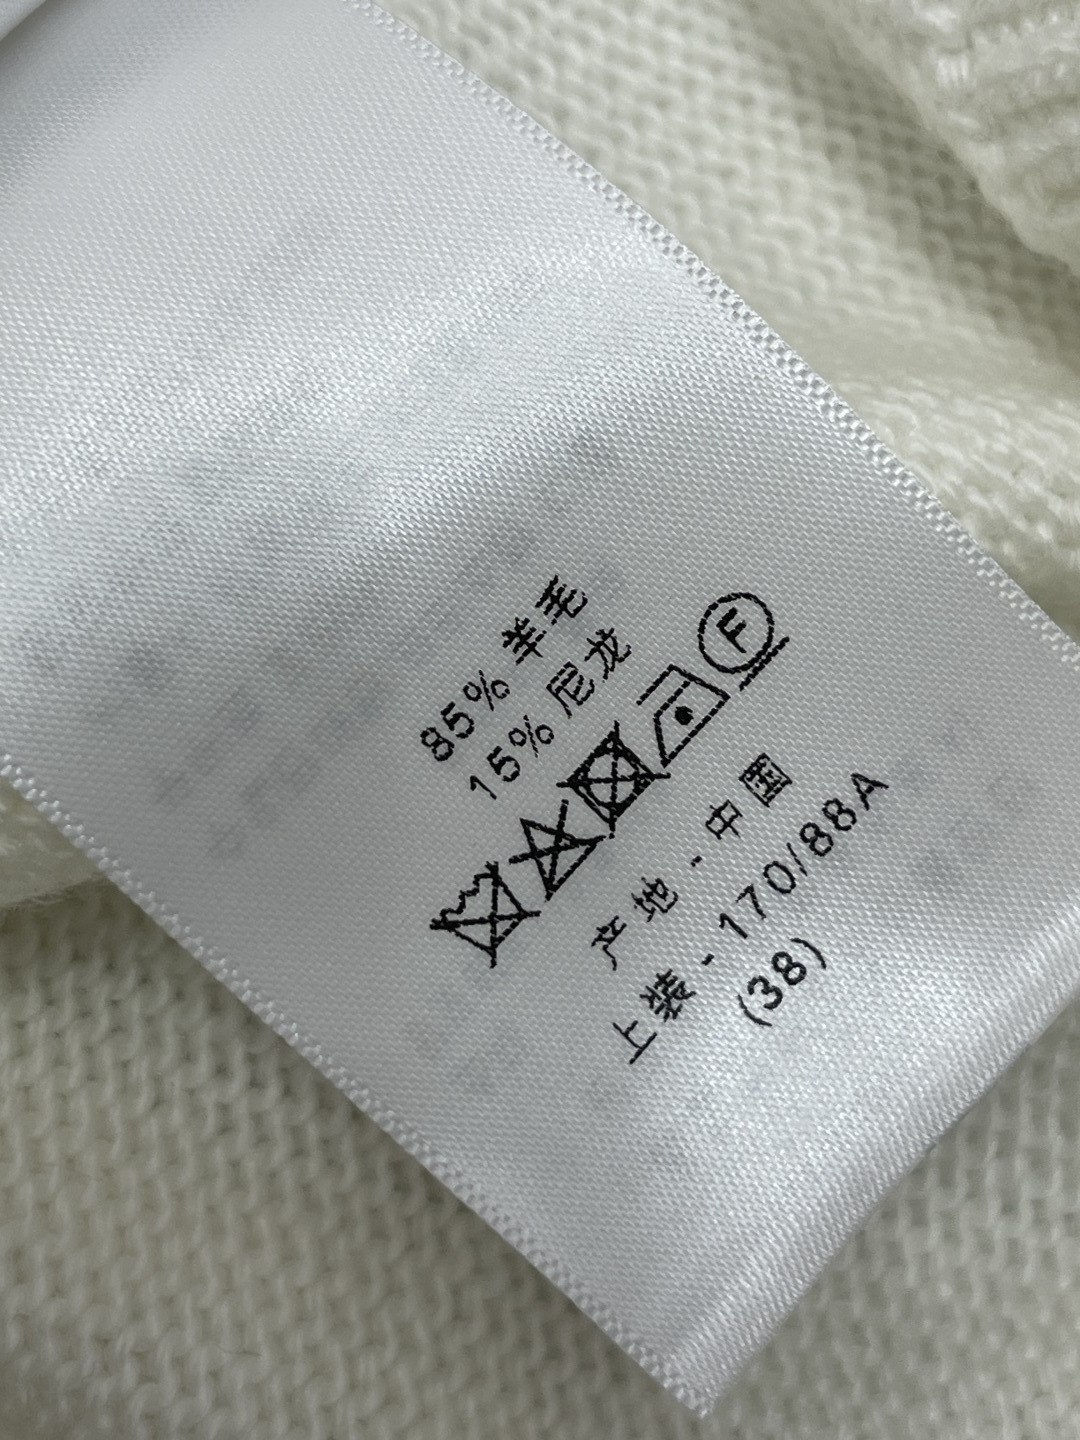 85% 羊毛
15% 尼龙
F
产地 - 中国
上装 - 170/88A
(38)